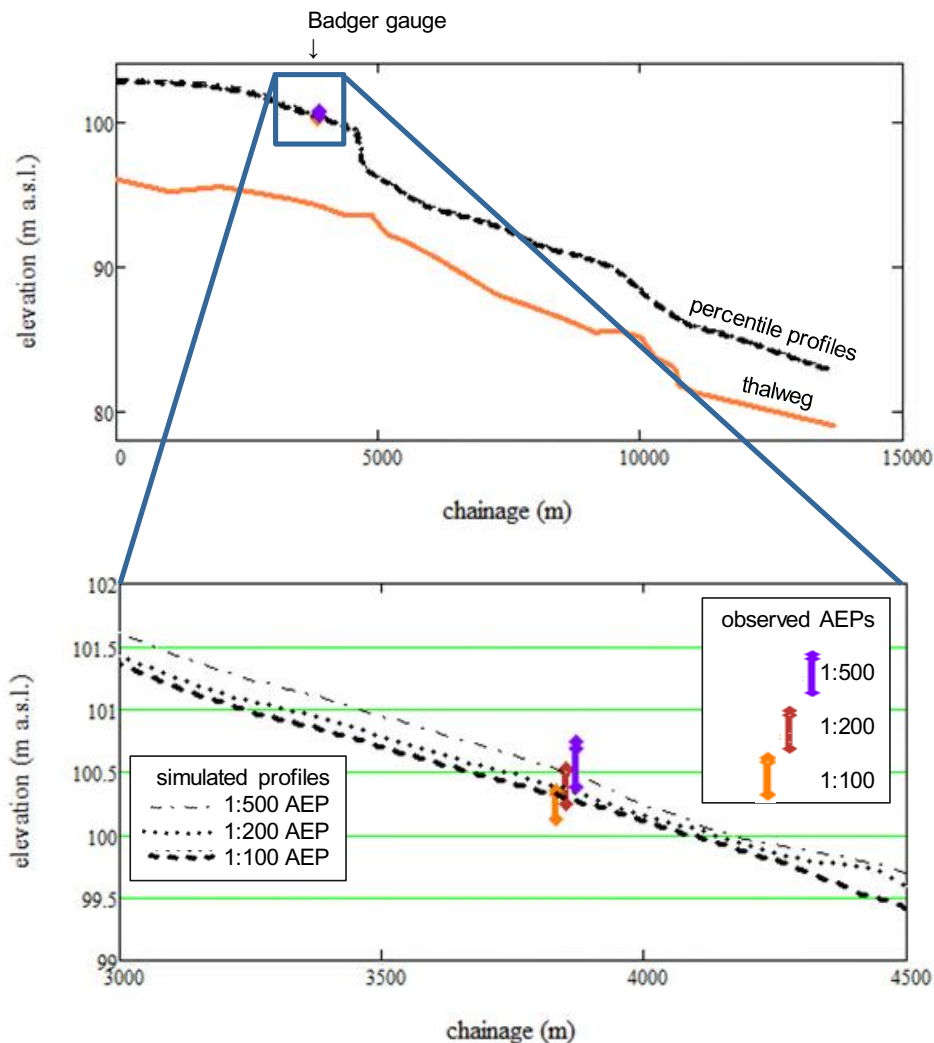 Badger gauge
↓
100
90
80
elevation (m a.s.l.)
percentile profiles
thalweg
0 5000 10000 15000
chainage (m)
102
101.5
101
100.5
100
99.5
99
elevation (m a.s.l.)
observed AEPs
1:500
1:200
1:100
simulated profiles
1:500 AEP
1:200 AEP
1:100 AEP
3000 3500 4000 4500
chainage (m)